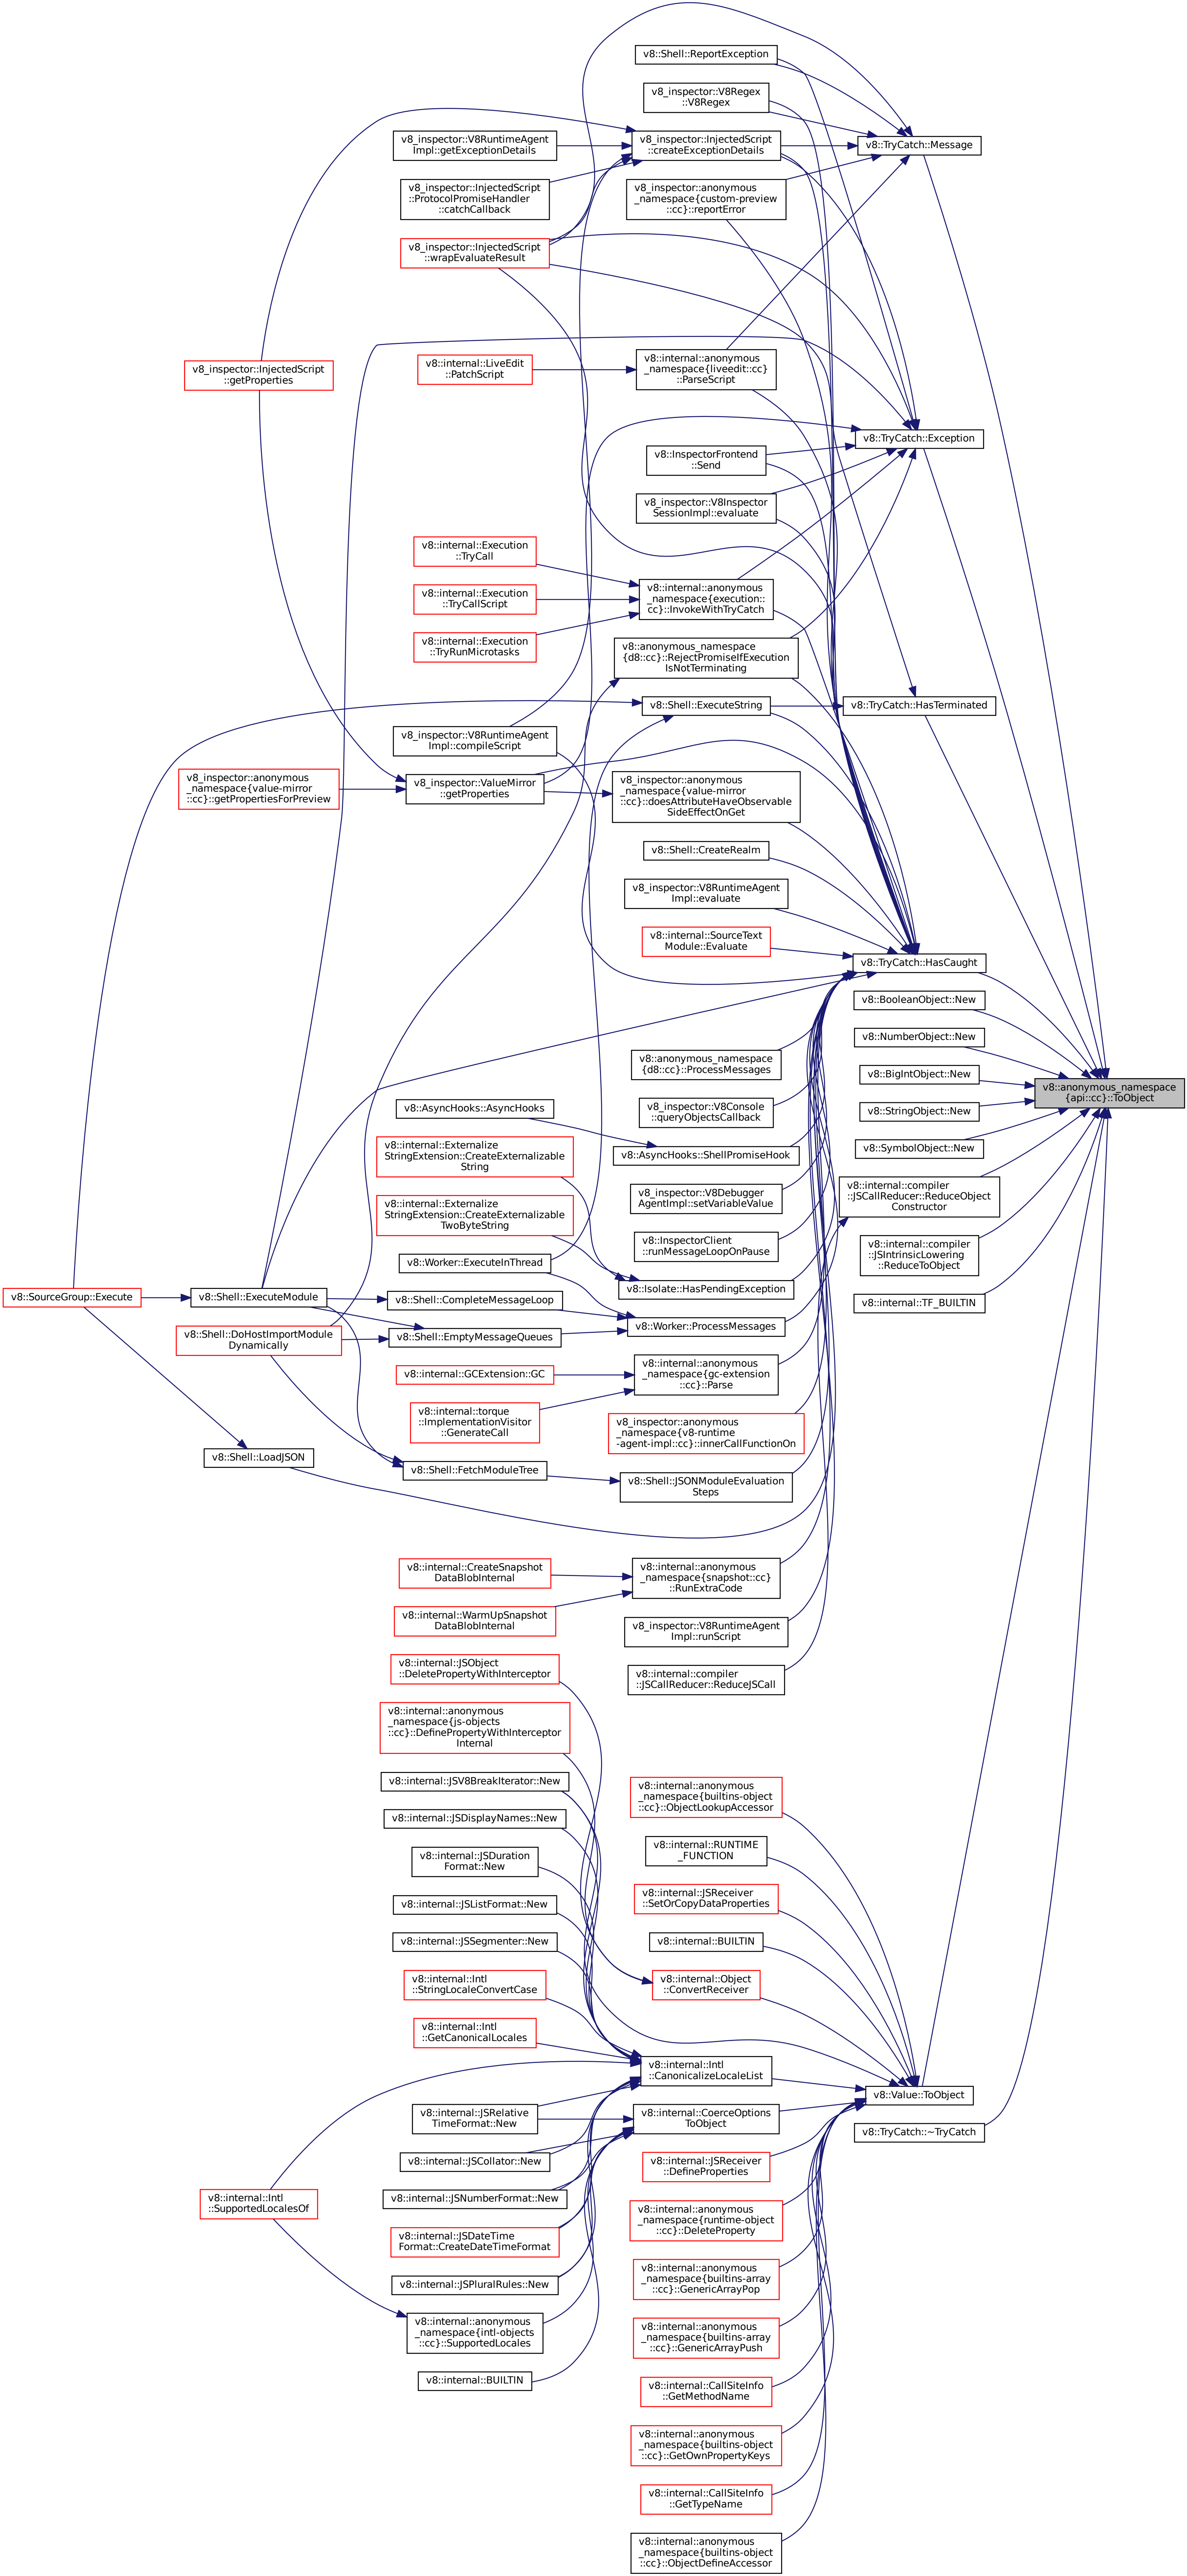 v8::Shell::ReportException
v8_inspector::V8Regex
::V8Regex
v8_inspector::V8RuntimeAgent
Impl::getExceptionDetails
v8_inspector::InjectedScript
::createExceptionDetails
v8::TryCatch::Message
v8_inspector::InjectedScript
::ProtocolPromiseHandler
::catchCallback
v8_inspector::anonymous
_namespace{custom-preview
::cc}::reportError
v8_inspector::InjectedScript
::wrapEvaluateResult
v8_inspector::InjectedScript
::getProperties
v8::internal::LiveEdit
::PatchScript
v8::internal::anonymous
_namespace{liveedit::cc}
::ParseScript
v8::TryCatch::Exception
v8::InspectorFrontend
::Send
v8_inspector::V8Inspector
SessionImpl::evaluate
v8::internal::Execution
::TryCall
v8::internal::Execution
::TryCallScript
v8::internal::anonymous
_namespace{execution::
cc}::InvokeWithTryCatch
v8::internal::Execution
::TryRunMicrotasks
v8::anonymous_namespace
{d8::cc}::RejectPromiseIfExecution
IsNotTerminating
v8::Shell::ExecuteString
v8::TryCatch::HasTerminated
v8_inspector::V8RuntimeAgent
Impl::compileScript
v8_inspector::anonymous
_namespace{value-mirror
::cc}::getPropertiesForPreview
v8_inspector::ValueMirror
::getProperties
v8_inspector::anonymous
_namespace{value-mirror
::cc}::doesAttributeHaveObservable
SideEffectOnGet
v8::Shell::CreateRealm
v8_inspector::V8RuntimeAgent
Impl::evaluate
v8::internal::SourceText
Module::Evaluate
v8::TryCatch::HasCaught
v8::BooleanObject::New
v8::NumberObject::New
v8::anonymous_namespace
{d8::cc}::ProcessMessages
v8::BigIntObject::New
v8::anonymous_namespace
{api::cc}::ToObject
v8::AsyncHooks::AsyncHooks
v8_inspector::V8Console
::queryObjectsCallback
v8::StringObject::New
v8::internal::Externalize
StringExtension::CreateExternalizable
String
v8::AsyncHooks::ShellPromiseHook
v8::SymbolObject::New
v8::internal::Externalize
StringExtension::CreateExternalizable
TwoByteString
v8_inspector::V8Debugger
AgentImpl::setVariableValue
v8::internal::compiler
::JSCallReducer::ReduceObject
Constructor
v8::InspectorClient
::runMessageLoopOnPause
v8::internal::compiler
::JSIntrinsicLowering
::ReduceToObject
v8::Worker::ExecuteInThread
v8::Isolate::HasPendingException
v8::internal::TF_BUILTIN
v8::SourceGroup::Execute
v8::Shell::ExecuteModule
v8::Shell::CompleteMessageLoop
v8::Worker::ProcessMessages
v8::Shell::DoHostImportModule
Dynamically
v8::Shell::EmptyMessageQueues
v8::internal::GCExtension::GC
v8::internal::anonymous
_namespace{gc-extension
::cc}::Parse
v8::internal::torque
::ImplementationVisitor
::GenerateCall
v8_inspector::anonymous
_namespace{v8-runtime
-agent-impl::cc}::innerCallFunctionOn
v8::Shell::LoadJSON
v8::Shell::FetchModuleTree
v8::Shell::JSONModuleEvaluation
Steps
v8::internal::CreateSnapshot
DataBlobInternal
v8::internal::anonymous
_namespace{snapshot::cc}
::RunExtraCode
v8::internal::WarmUpSnapshot
DataBlobInternal
v8_inspector::V8RuntimeAgent
Impl::runScript
v8::internal::JSObject
::DeletePropertyWithInterceptor
v8::internal::compiler
::JSCallReducer::ReduceJSCall
v8::internal::anonymous
_namespace{js-objects
::cc}::DefinePropertyWithInterceptor
Internal
v8::internal::JSV8BreakIterator::New
v8::internal::anonymous
_namespace{builtins-object
::cc}::ObjectLookupAccessor
v8::internal::JSDisplayNames::New
v8::internal::RUNTIME
_FUNCTION
v8::internal::JSDuration
Format::New
v8::internal::JSReceiver
::SetOrCopyDataProperties
v8::internal::JSListFormat::New
v8::internal::JSSegmenter::New
v8::internal::BUILTIN
v8::internal::Intl
::StringLocaleConvertCase
v8::internal::Object
::ConvertReceiver
v8::internal::Intl
::GetCanonicalLocales
v8::internal::Intl
::CanonicalizeLocaleList
v8::Value::ToObject
v8::internal::JSRelative
TimeFormat::New
v8::internal::CoerceOptions
ToObject
v8::TryCatch::~TryCatch
v8::internal::JSCollator::New
v8::internal::JSReceiver
::DefineProperties
v8::internal::Intl
::SupportedLocalesOf
v8::internal::JSNumberFormat::New
v8::internal::anonymous
_namespace{runtime-object
::cc}::DeleteProperty
v8::internal::JSDateTime
Format::CreateDateTimeFormat
v8::internal::JSPluralRules::New
v8::internal::anonymous
_namespace{builtins-array
::cc}::GenericArrayPop
v8::internal::anonymous
_namespace{intl-objects
::cc}::SupportedLocales
v8::internal::anonymous
_namespace{builtins-array
::cc}::GenericArrayPush
v8::internal::BUILTIN
v8::internal::CallSiteInfo
::GetMethodName
v8::internal::anonymous
_namespace{builtins-object
::cc}::GetOwnPropertyKeys
v8::internal::CallSiteInfo
::GetTypeName
v8::internal::anonymous
_namespace{builtins-object
::cc}::ObjectDefineAccessor